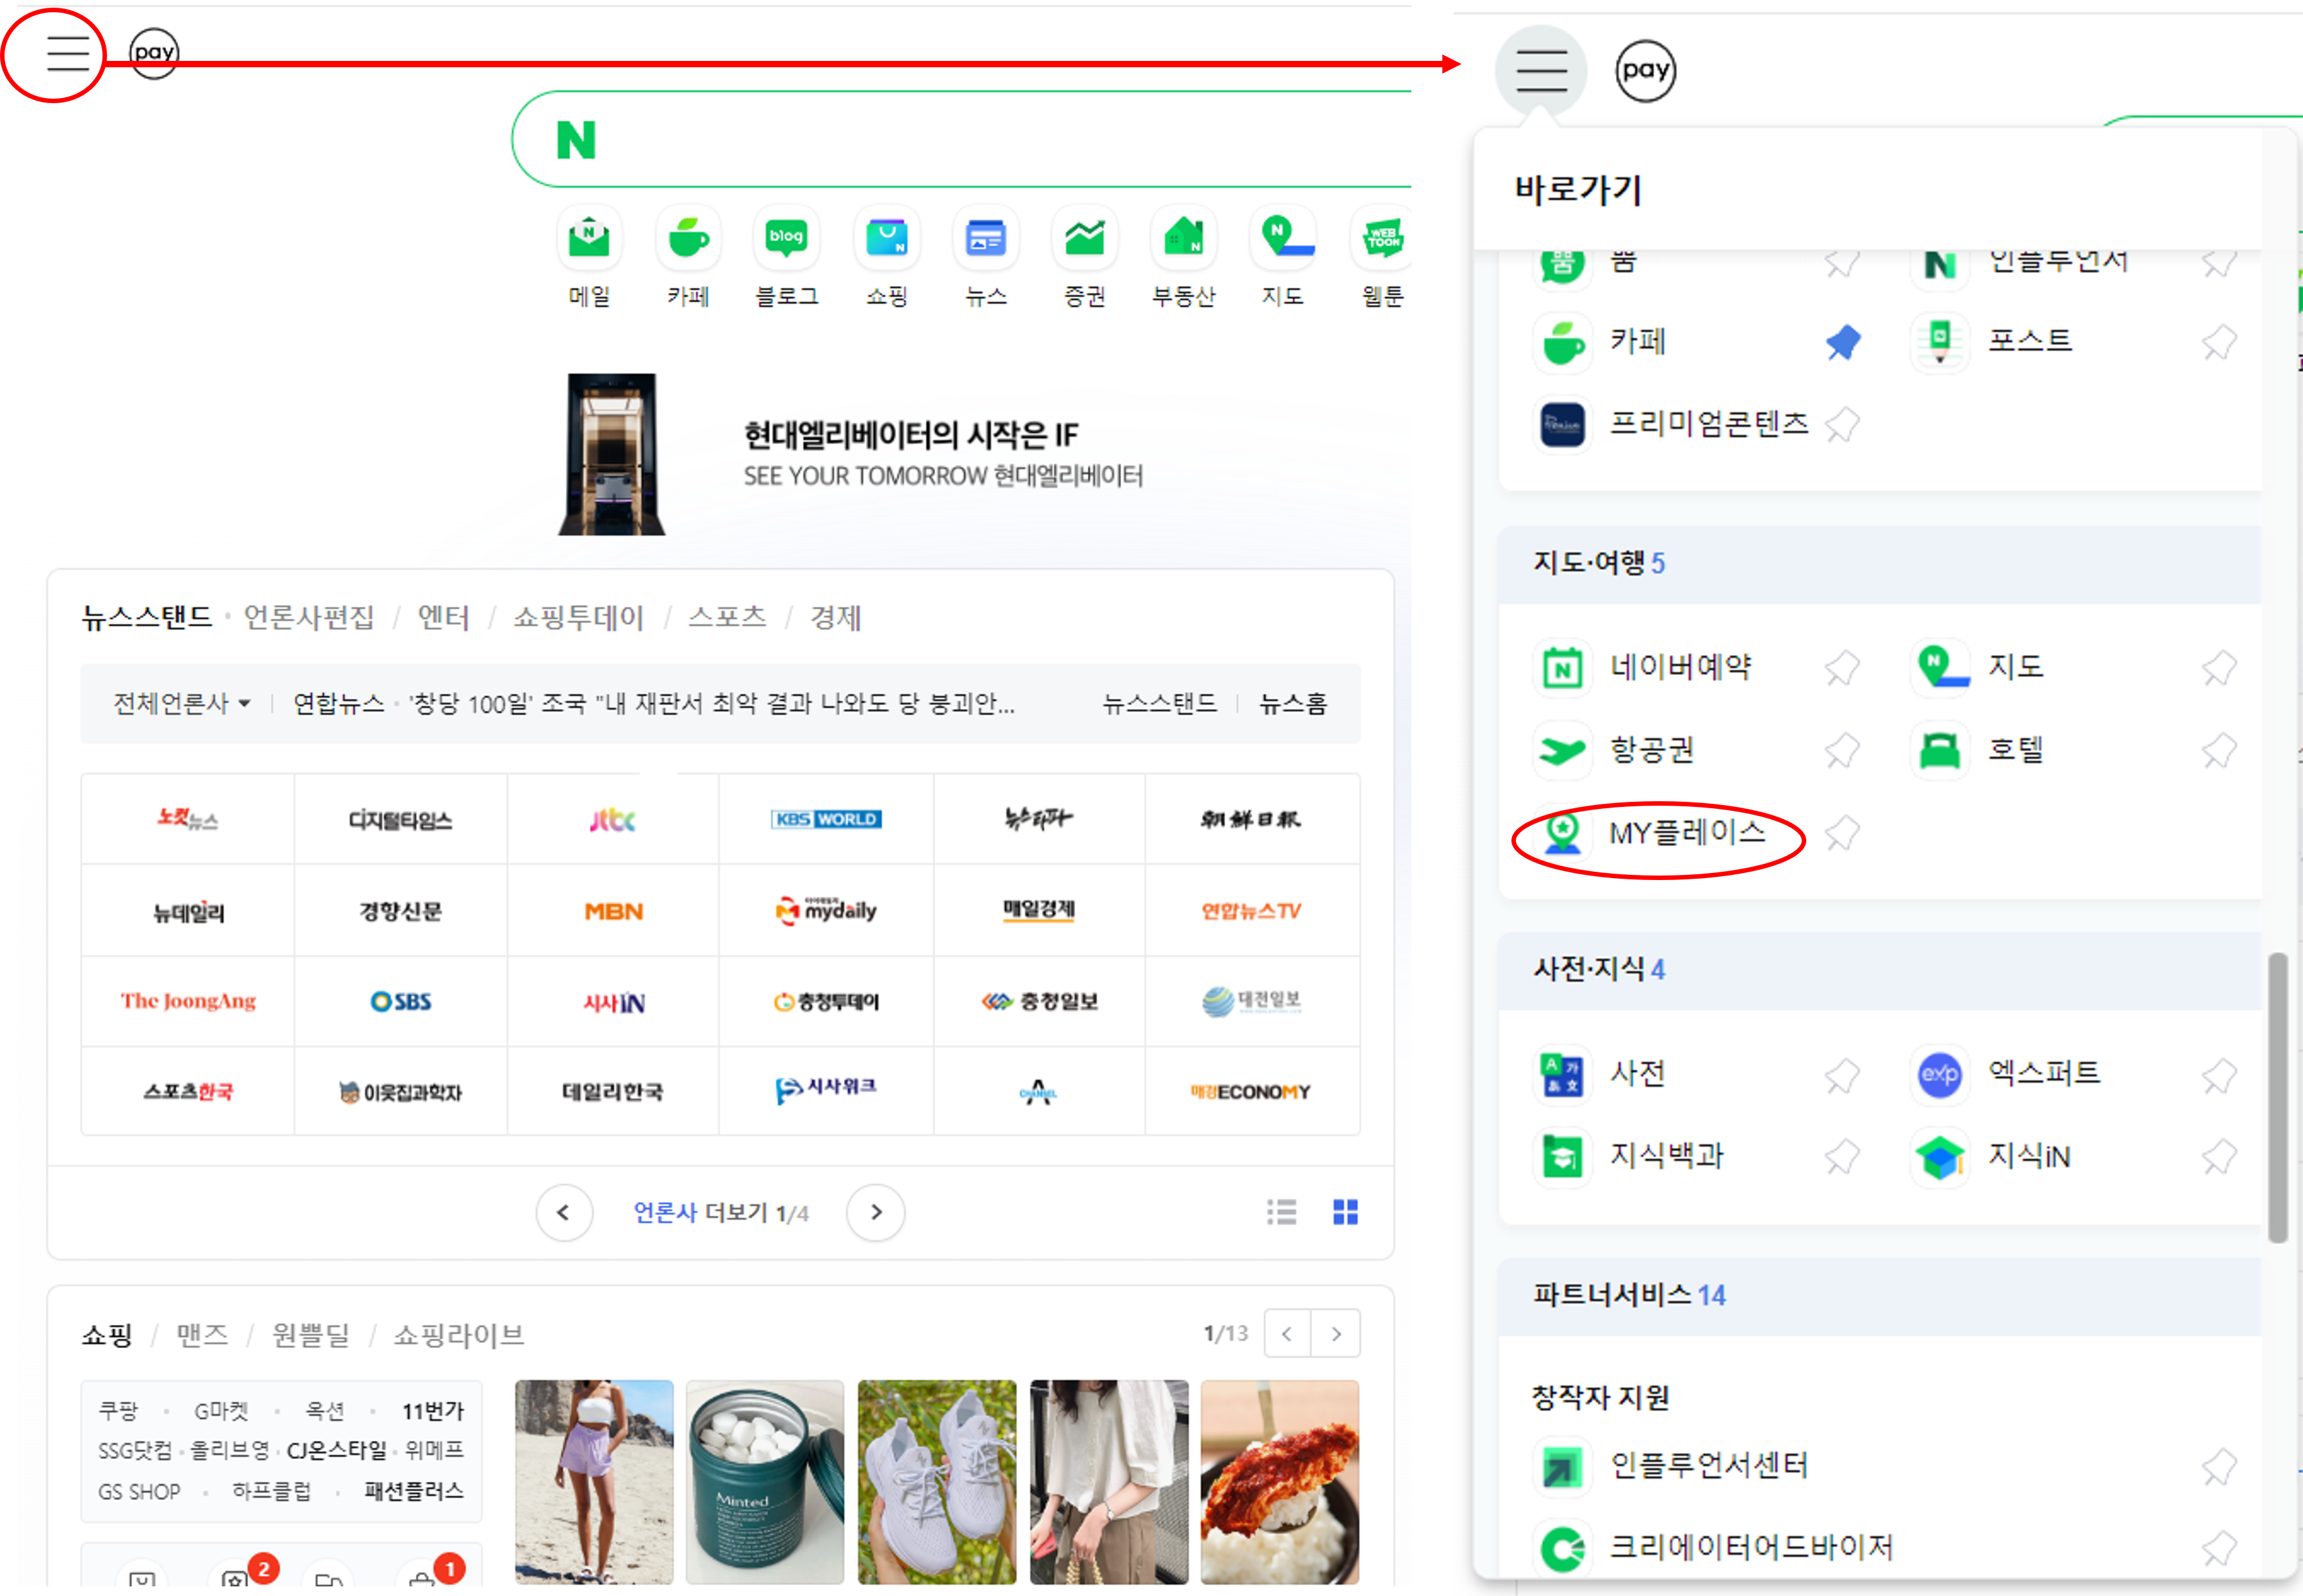 pay
N
메일 카페 블로그 쇼핑 뉴스 증권 부동산 지도 웹툰
blog
WEB TOON
현대엘리베이터의 시작은 IF
SEE YOUR TOMORROW 현대엘리베이터
뉴스스탠드 · 언론사편집 / 엔터 / 쇼핑투데이 / 스포츠 / 경제
전체언론사 | 연합뉴스 · '창당 100일' 조국 "내 재판서 최악 결과 나와도 당 붕괴안... 뉴스스탠드 | 뉴스홈
노컷뉴스 디지털타임스 jtbc KBS WORLD 뉴스타파 朝鮮日報
뉴데일리 경향신문 MBN 마이데일리 mydaily 매일경제 연합뉴스TV
The JoongAng SBS 시사IN 충청투데이 충청일보 대전일보
스포츠한국 이웃집과학자 데일리한국 시사위크 CHANNEL A 매경ECONOMY
< 언론사 더보기 1/4 >
쇼핑 / 맨즈 / 원쁠딜 / 쇼핑라이브 1/13 < >
쿠팡 · G마켓 · 옥션 · 11번가
SSG닷컴 · 올리브영 · CJ온스타일 · 위메프
GS SHOP · 하프클럽 · 패션플러스
Minted
2 1
pay
바로가기
뿜 인플루언서
카페 포스트
프리미엄콘텐츠
지도·여행 5
네이버예약 지도
항공권 호텔
MY플레이스
사전·지식 4
사전 엑스퍼트
exp
지식백과 지식iN
파트너서비스 14
창작자 지원
인플루언서센터
크리에이터어드바이저